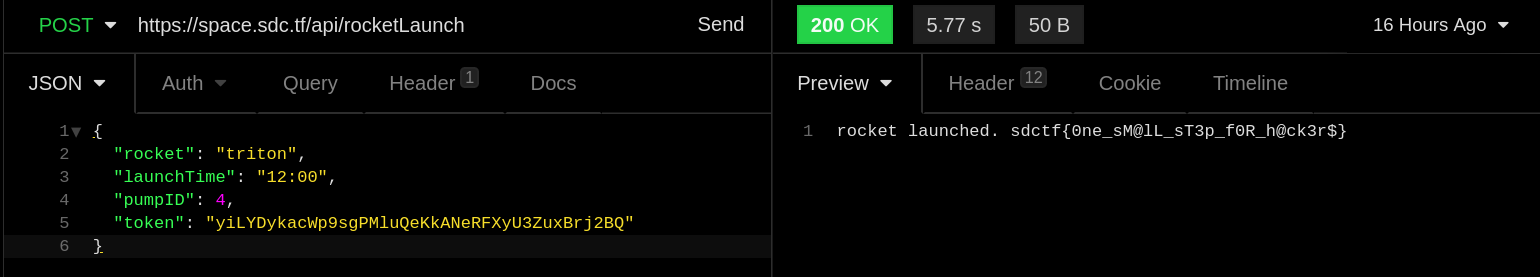 POST https://space.sdc.tf/api/rocketLaunch Send
JSON Auth Query Header 1 Docs
1 {
2 "rocket": "triton",
3 "launchTime": "12:00",
4 "pumpID": 4,
5 "token": "yiLYDykacWp9sgPMluQeKkANeRFXyU3ZuxBrj2BQ"
6 }
200 OK 5.77 s 50 B 16 Hours Ago
Preview Header 12 Cookie Timeline
1 rocket launched. sdctf{0ne_sM@lL_sT3p_f0R_h@ck3r$}